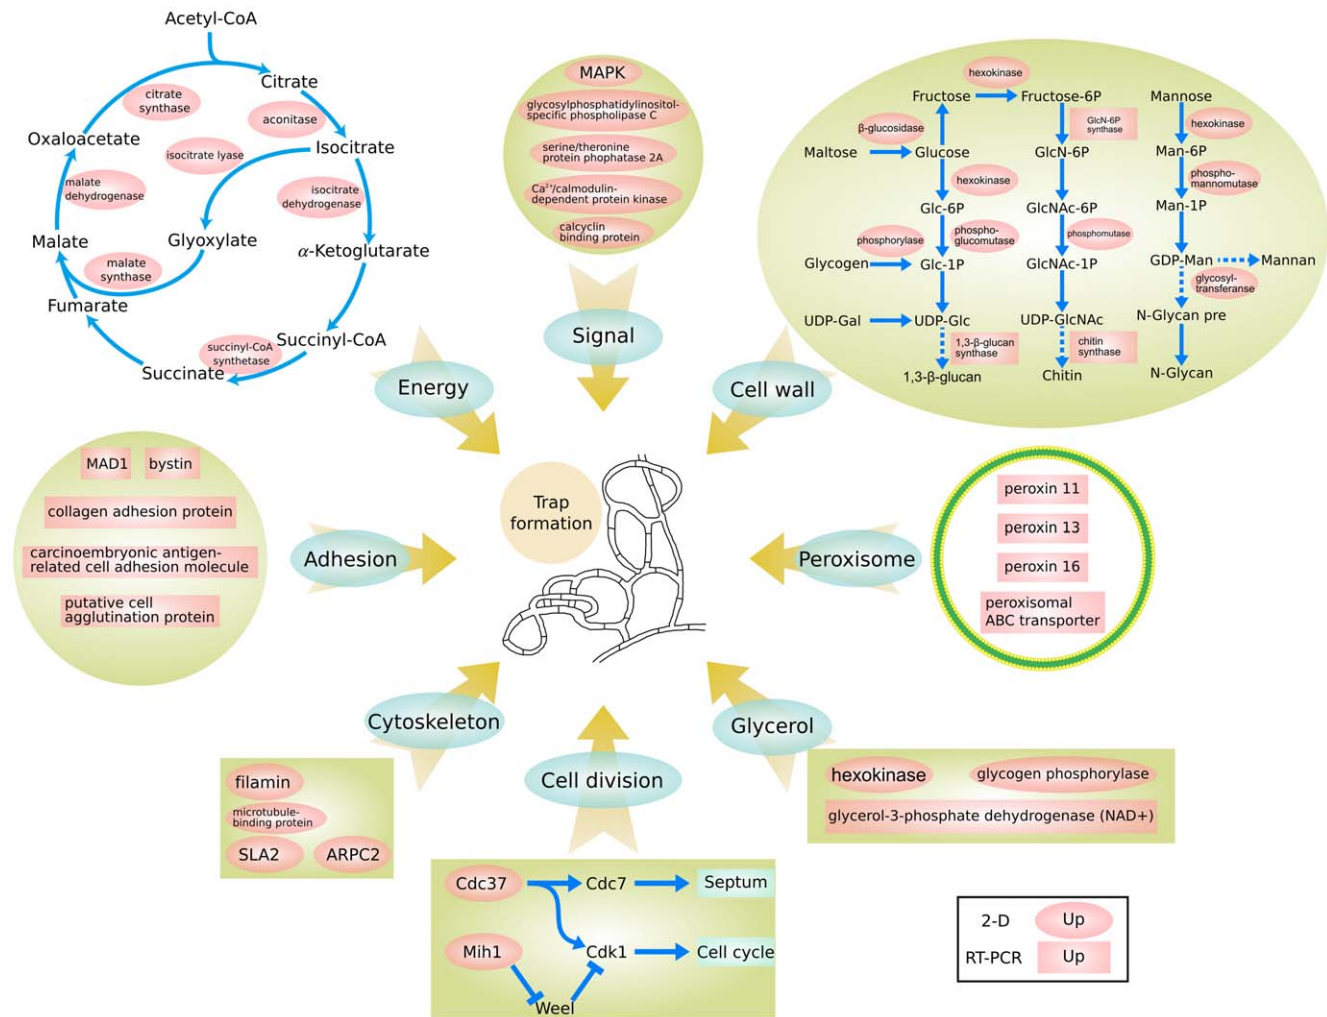 Acetyl-CoA
Citrate
citrate
synthase
aconitase
Oxaloacetate
Isocitrate
isocitrate lyase
malate
dehydrogenase
isocitrate
dehydrogenase
Malate
Glyoxylate
α-Ketoglutarate
malate
synthase
Fumarate
Succinyl-CoA
succinyl-CoA
synthetase
Succinate
Energy
MAPK
glycosylphosphatidylinositol-
specific phospholipase C
serine/theronine
protein phophatase 2A
Ca²⁺/calmodulin-
dependent protein kinase
calcyclin
binding protein
Signal
hexokinase
Fructose
Fructose-6P
Mannose
β-glucosidase
GlcN-6P
synthase
hexokinase
Maltose
Glucose
GlcN-6P
Man-6P
hexokinase
phospho-
mannomutase
Glc-6P
GlcNAc-6P
Man-1P
phosphorylase
phospho-
glucomutase
phosphomutase
Glycogen
Glc-1P
GlcNAc-1P
GDP-Man
Mannan
glycosyl-
transferanse
UDP-Gal
UDP-Glc
UDP-GlcNAc
N-Glycan pre
1,3-β-glucan
synthase
chitin
synthase
1,3-β-glucan
Chitin
N-Glycan
Cell wall
MAD1
bystin
collagen adhesion protein
carcinoembryonic antigen-
related cell adhesion molecule
putative cell
agglutination protein
Adhesion
Trap
formation
Peroxisome
peroxin 11
peroxin 13
peroxin 16
peroxisomal
ABC transporter
Cytoskeleton
filamin
microtubule-
binding protein
SLA2
ARPC2
Cell division
Cdc37
Cdc7
Septum
Mih1
Cdk1
Cell cycle
Weel
Glycerol
hexokinase
glycogen phosphorylase
glycerol-3-phosphate dehydrogenase (NAD+)
2-D
Up
RT-PCR
Up